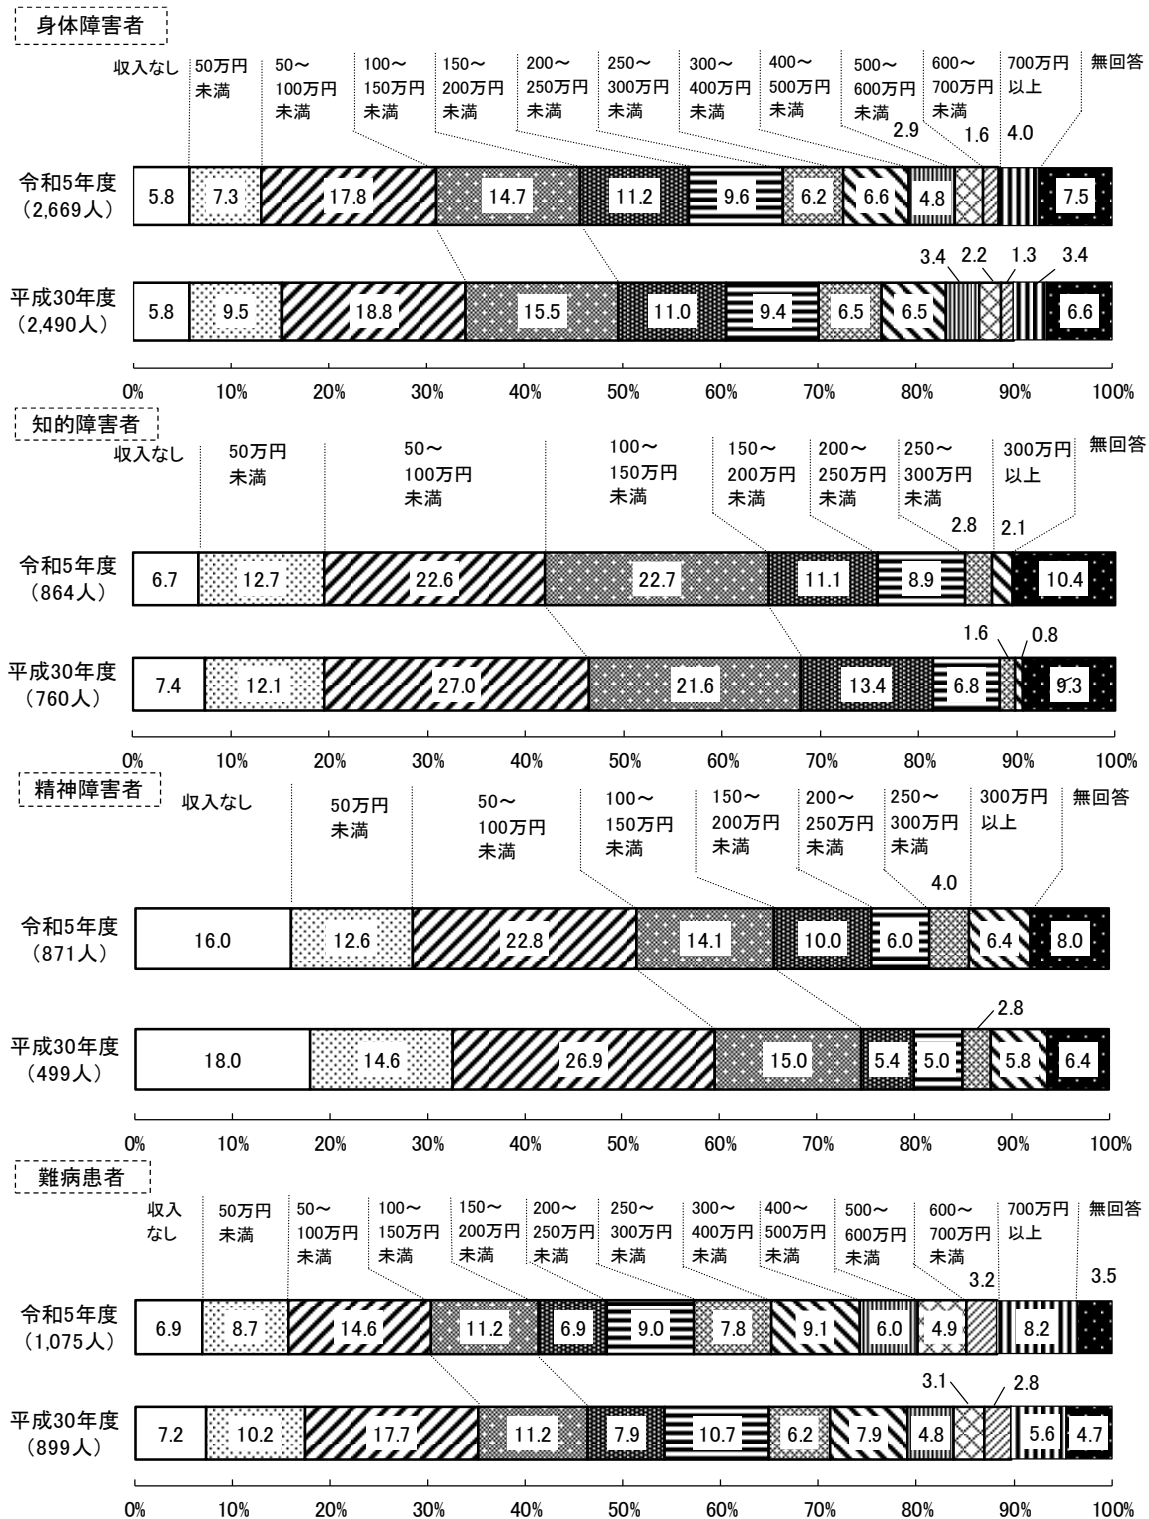 身体障害者
収入なし
50万円
未満
50～
100万円
未満
100～
150万円
未満
150～
200万円
未満
200～
250万円
未満
250～
300万円
未満
300～
400万円
未満
400～
500万円
未満
500～
600万円
未満
600～
700万円
未満
700万円
以上
無回答
2.9 1.6 4.0
令和5年度
（2,669人）
5.8 7.3 17.8 14.7 11.2 9.6 6.2 6.6 4.8 7.5
3.4 2.2 1.3 3.4
平成30年度
（2,490人）
5.8 9.5 18.8 15.5 11.0 9.4 6.5 6.5 6.6
0% 10% 20% 30% 40% 50% 60% 70% 80% 90% 100%
知的障害者
収入なし
50万円
未満
50～
100万円
未満
100～
150万円
未満
150～
200万円
未満
200～
250万円
未満
250～
300万円
未満
300万円
以上
無回答
2.8 2.1
令和5年度
（864人）
6.7 12.7 22.6 22.7 11.1 8.9 10.4
1.6 0.8
平成30年度
（760人）
7.4 12.1 27.0 21.6 13.4 6.8 9.3
0% 10% 20% 30% 40% 50% 60% 70% 80% 90% 100%
精神障害者
収入なし
50万円
未満
50～
100万円
未満
100～
150万円
未満
150～
200万円
未満
200～
250万円
未満
250～
300万円
未満
300万円
以上
無回答
4.0
令和5年度
（871人）
16.0 12.6 22.8 14.1 10.0 6.0 6.4 8.0
2.8
平成30年度
（499人）
18.0 14.6 26.9 15.0 5.4 5.0 5.8 6.4
0% 10% 20% 30% 40% 50% 60% 70% 80% 90% 100%
難病患者
収入
なし
50万円
未満
50～
100万円
未満
100～
150万円
未満
150～
200万円
未満
200～
250万円
未満
250～
300万円
未満
300～
400万円
未満
400～
500万円
未満
500～
600万円
未満
600～
700万円
未満
700万円
以上
無回答
3.2 3.5
令和5年度
（1,075人）
6.9 8.7 14.6 11.2 6.9 9.0 7.8 9.1 6.0 4.9 8.2
3.1 2.8
平成30年度
（899人）
7.2 10.2 17.7 11.2 7.9 10.7 6.2 7.9 4.8 5.6 4.7
0% 10% 20% 30% 40% 50% 60% 70% 80% 90% 100%